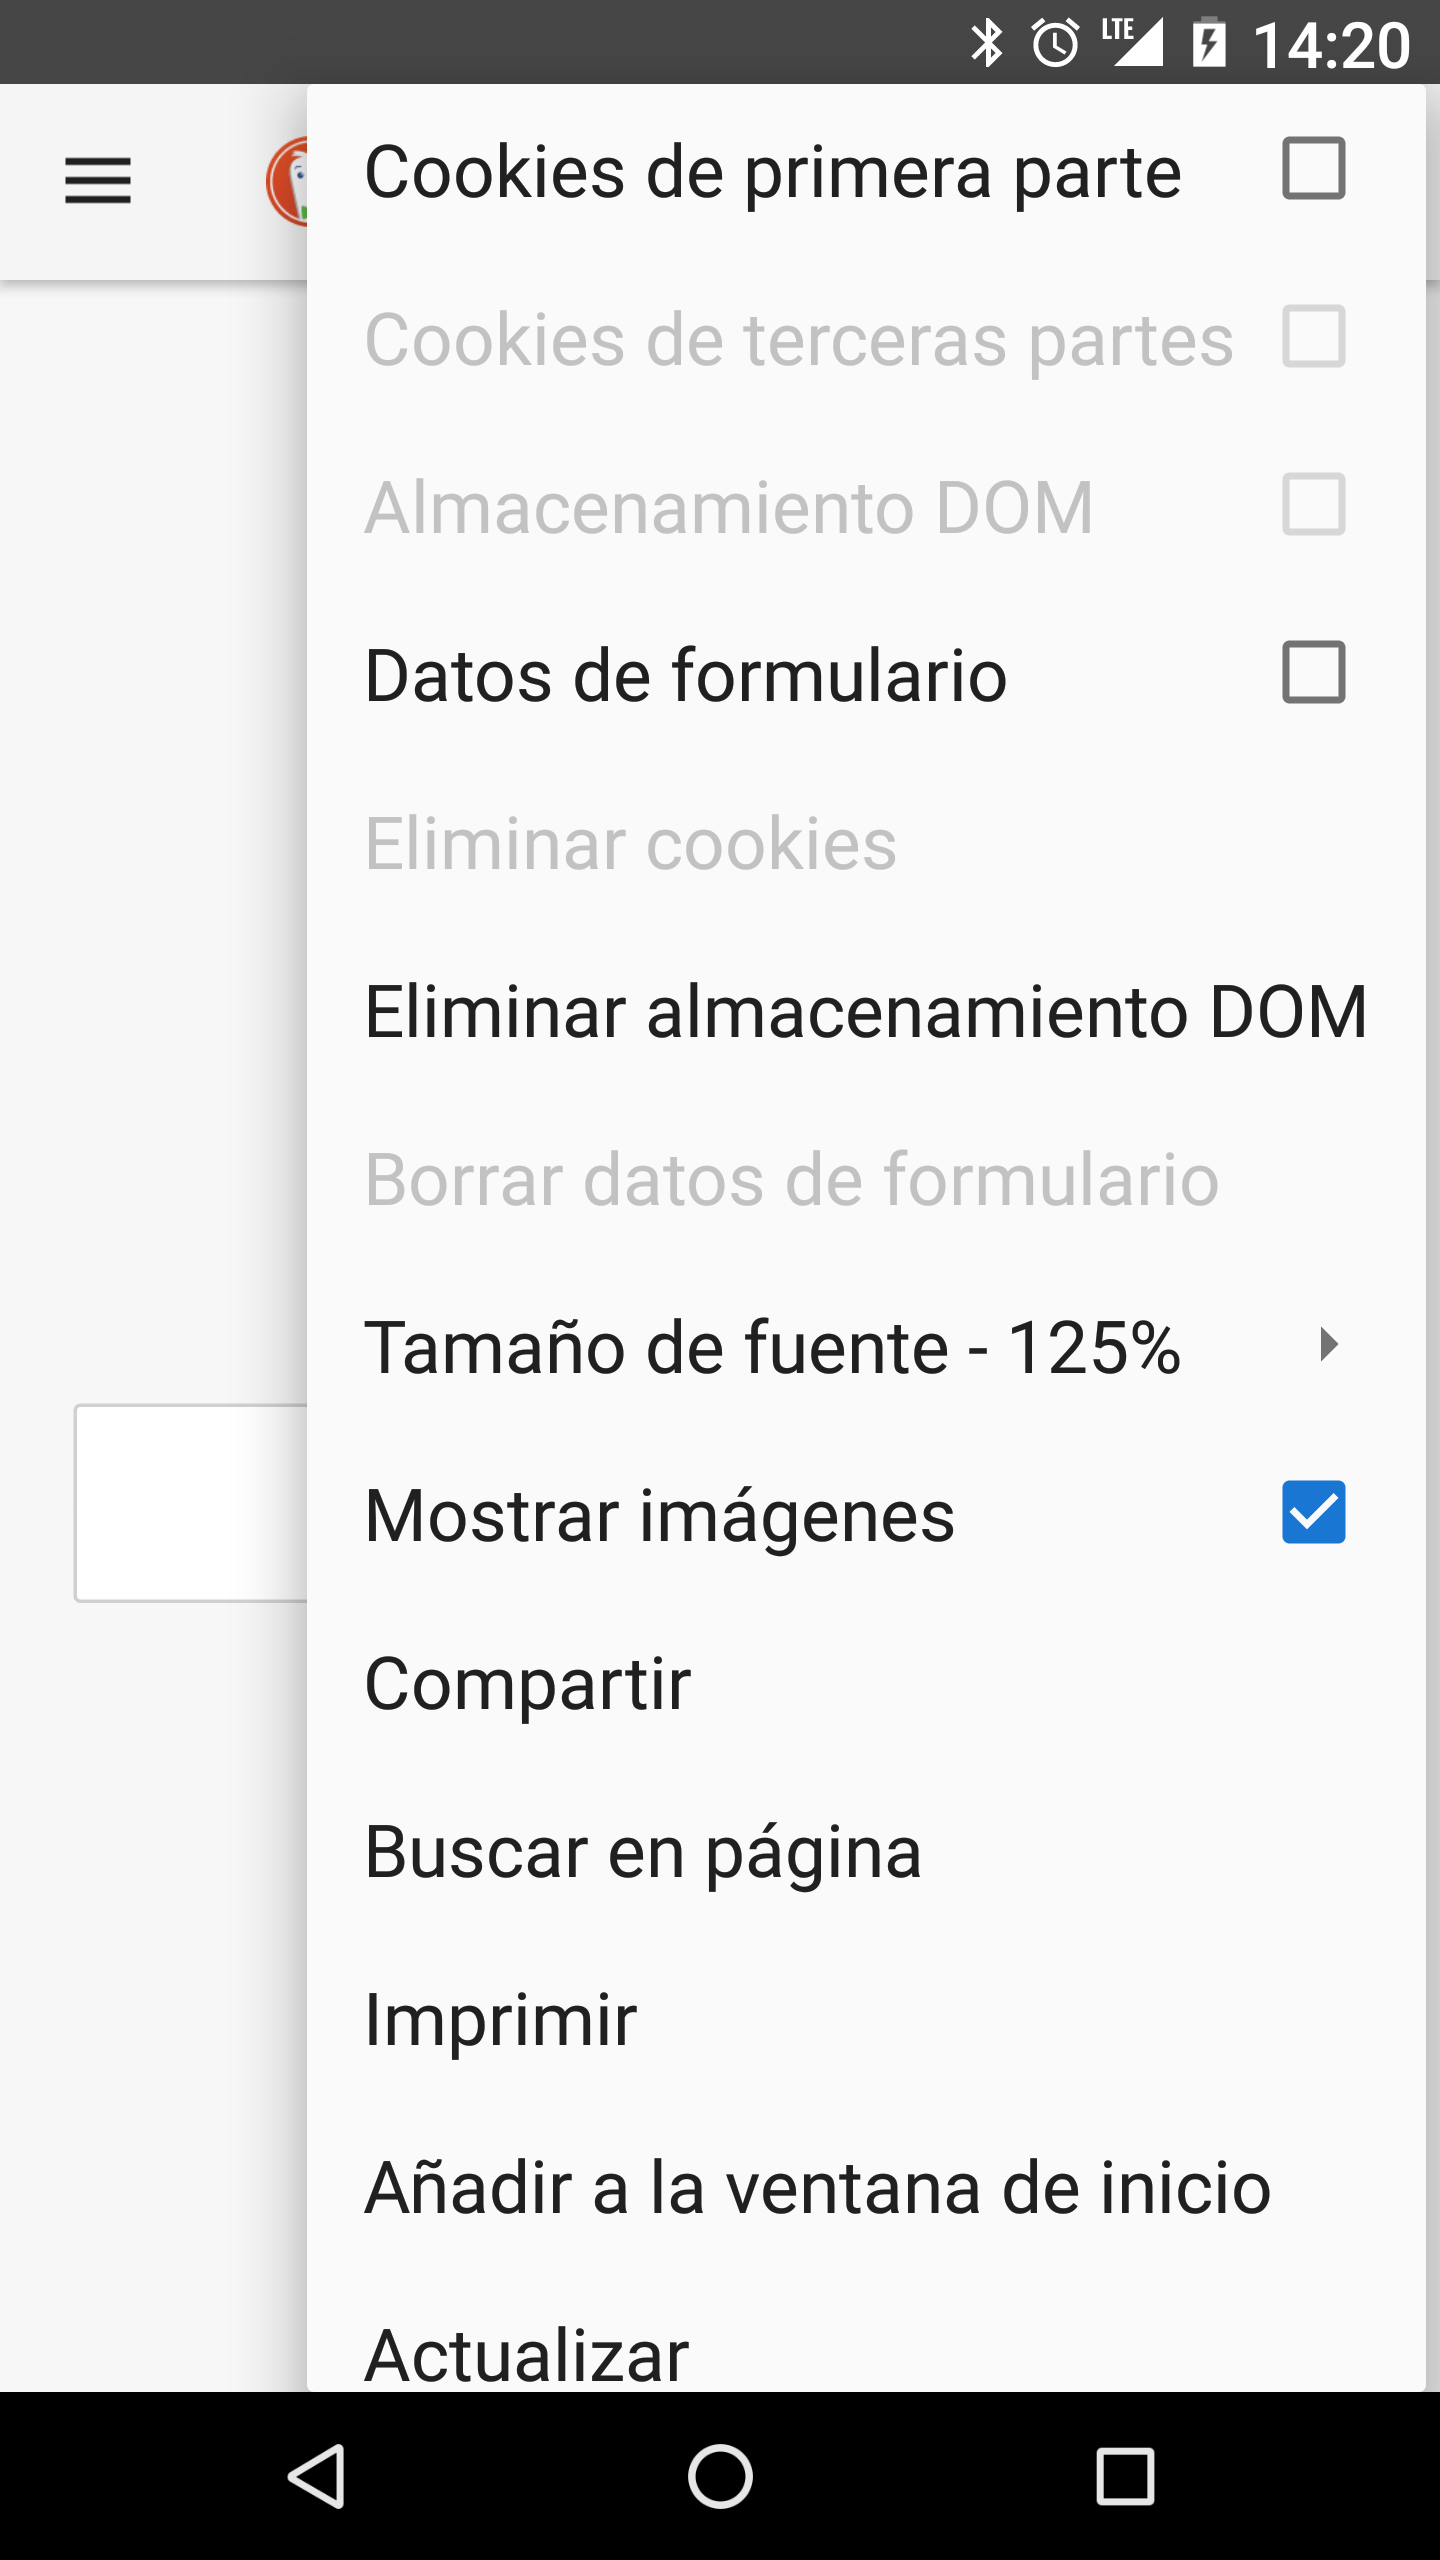 LTE 14:20
Cookies de primera parte
Cookies de terceras partes
Almacenamiento DOM
Datos de formulario
Eliminar cookies
Eliminar almacenamiento DOM
Borrar datos de formulario
Tamaño de fuente - 125%
Mostrar imágenes
Compartir
Buscar en página
Imprimir
Añadir a la ventana de inicio
Actualizar